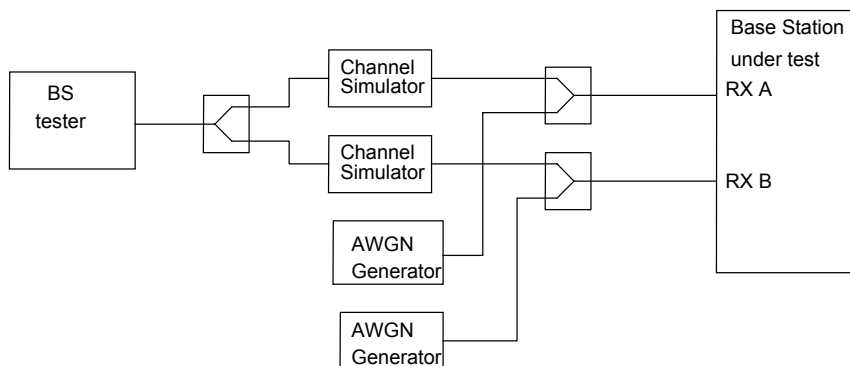 BS
tester
Channel
Simulator
Channel
Simulator
AWGN
Generator
AWGN
Generator
Base Station
under test
RX A
RX B